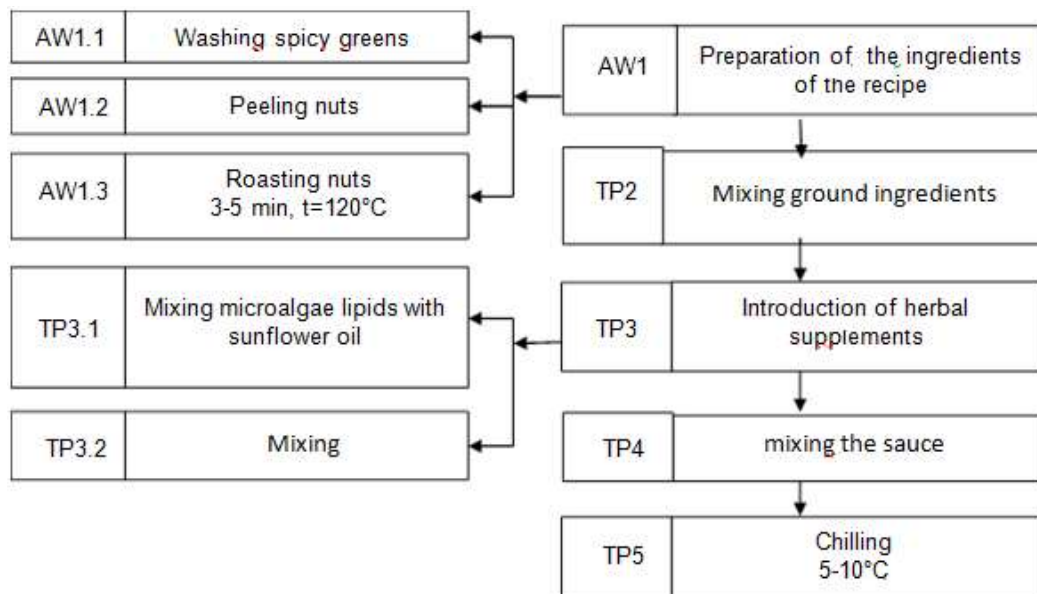 AW1.1 Washing spicy greens
AW1.2 Peeling nuts
AW1.3 Roasting nuts
3-5 min, t=120°C
TP3.1 Mixing microalgae lipids with
sunflower oil
TP3.2 Mixing
AW1 Preparation of the ingredients
of the recipe
TP2 Mixing ground ingredients
TP3 Introduction of herbal
supplements
TP4 mixing the sauce
TP5 Chilling
5-10°C